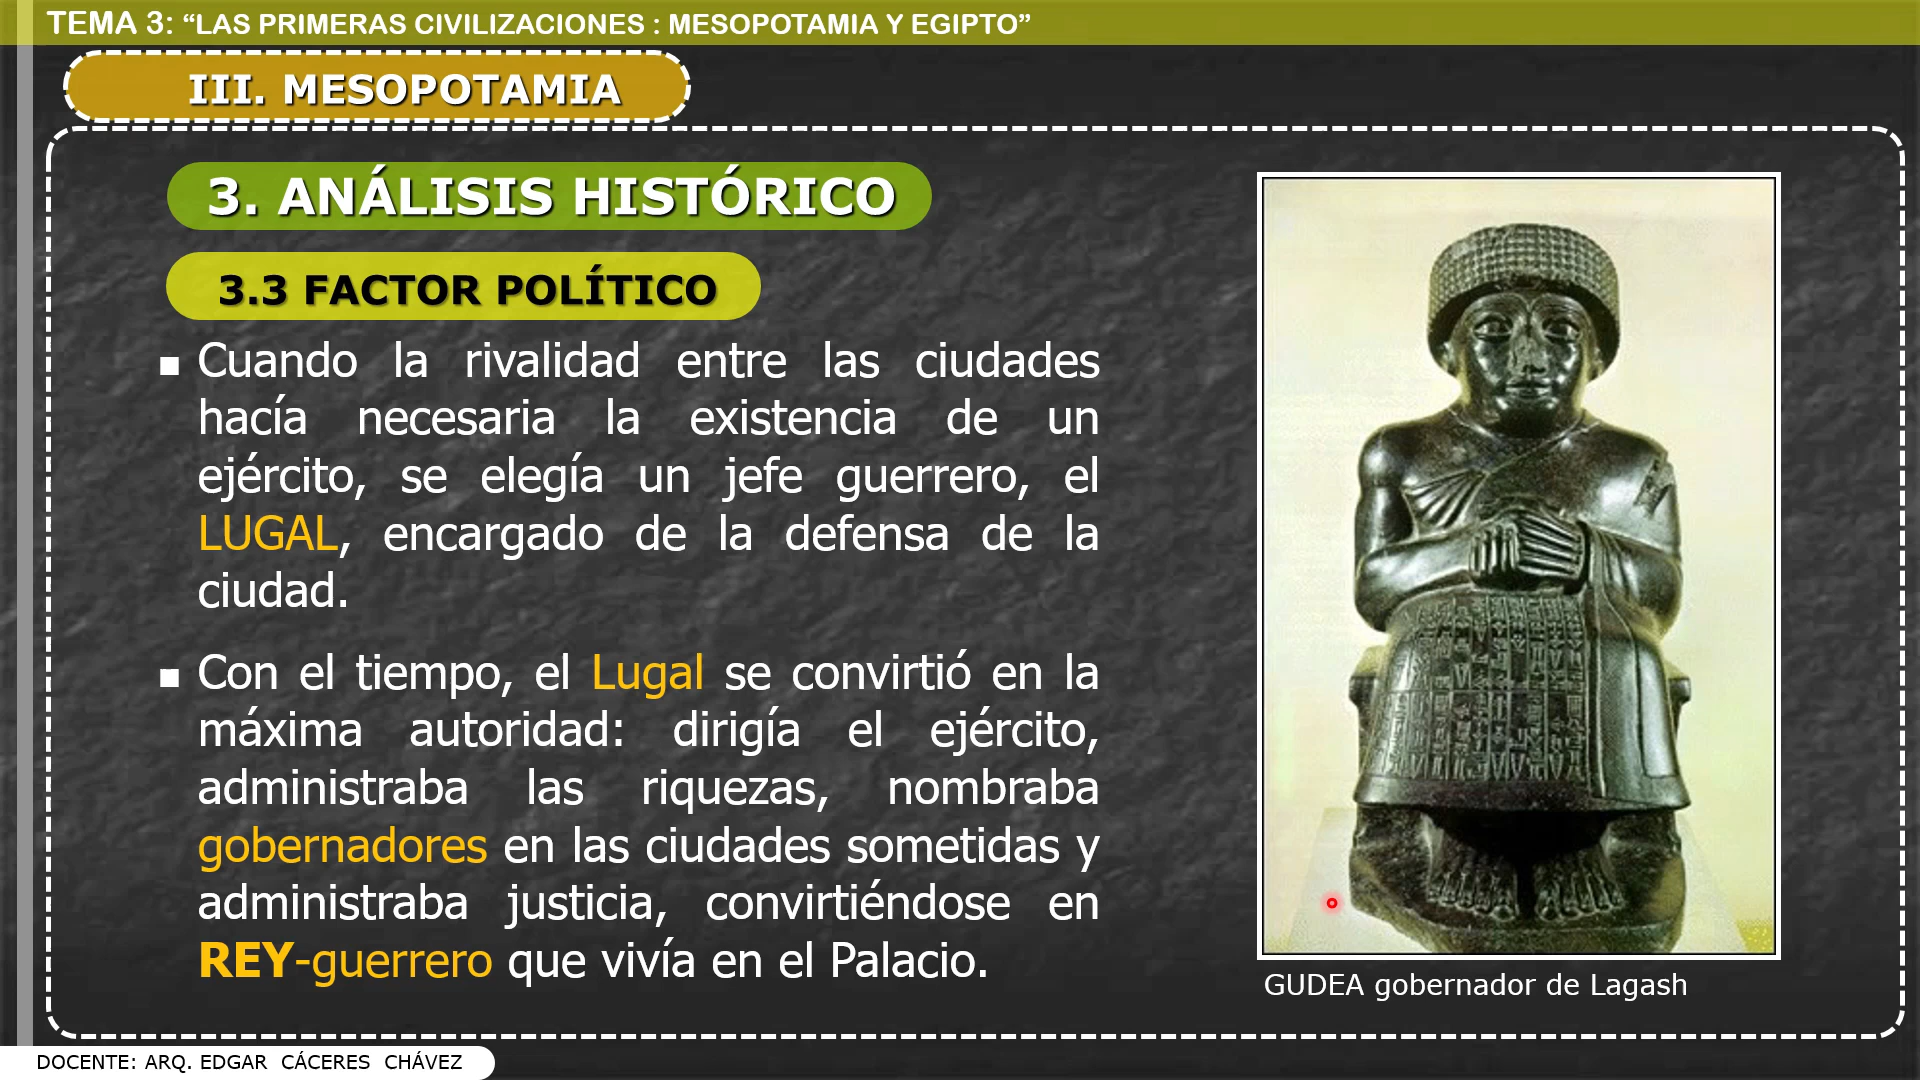 TEMA 3: “LAS PRIMERAS CIVILIZACIONES : MESOPOTAMIA Y EGIPTO”
III. MESOPOTAMIA
3. ANÁLISIS HISTÓRICO
3.3 FACTOR POLÍTICO
▪ Cuando la rivalidad entre las ciudades
hacía necesaria la existencia de un
ejército, se elegía un jefe guerrero, el
LUGAL, encargado de la defensa de la
ciudad.
▪ Con el tiempo, el Lugal se convirtió en la
máxima autoridad: dirigía el ejército,
administraba las riquezas, nombraba
gobernadores en las ciudades sometidas y
administraba justicia, convirtiéndose en
REY-guerrero que vivía en el Palacio.
GUDEA gobernador de Lagash
DOCENTE: ARQ. EDGAR CÁCERES CHÁVEZ